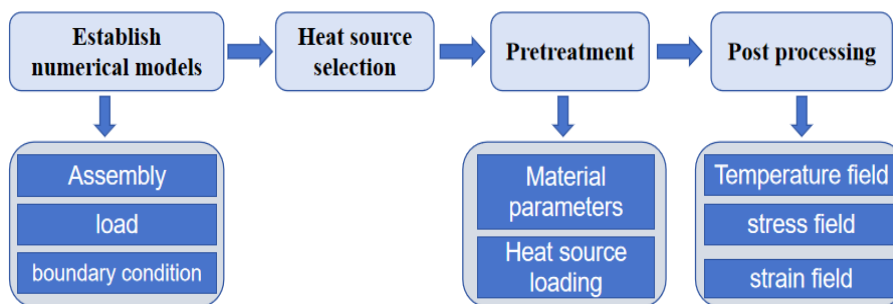 Establish
numerical models
Heat source
selection
Pretreatment
Post processing
Assembly
load
boundary condition
Material
parameters
Heat source
loading
Temperature field
stress field
strain field